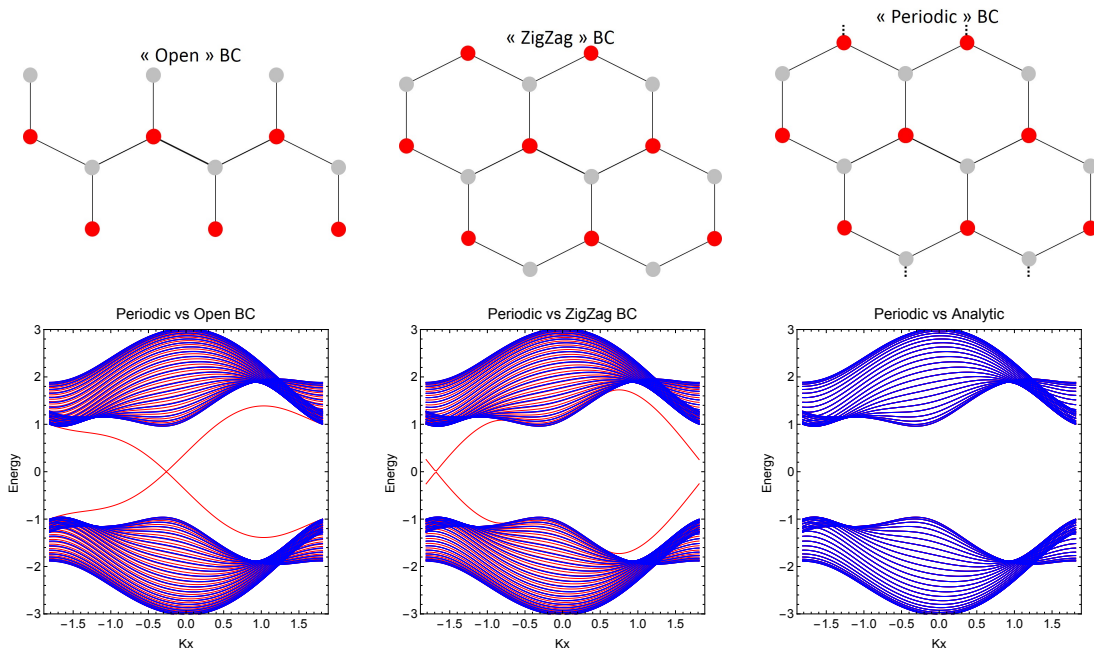 « Open » BC
« ZigZag » BC
« Periodic » BC
Periodic vs Open BC
3
2
1
0
−1
−2
−3
Energy
−1.5 −1.0 −0.5 0.0 0.5 1.0 1.5
Kx
Periodic vs ZigZag BC
3
2
1
0
−1
−2
−3
Energy
−1.5 −1.0 −0.5 0.0 0.5 1.0 1.5
Kx
Periodic vs Analytic
3
2
1
0
−1
−2
−3
Energy
−1.5 −1.0 −0.5 0.0 0.5 1.0 1.5
Kx